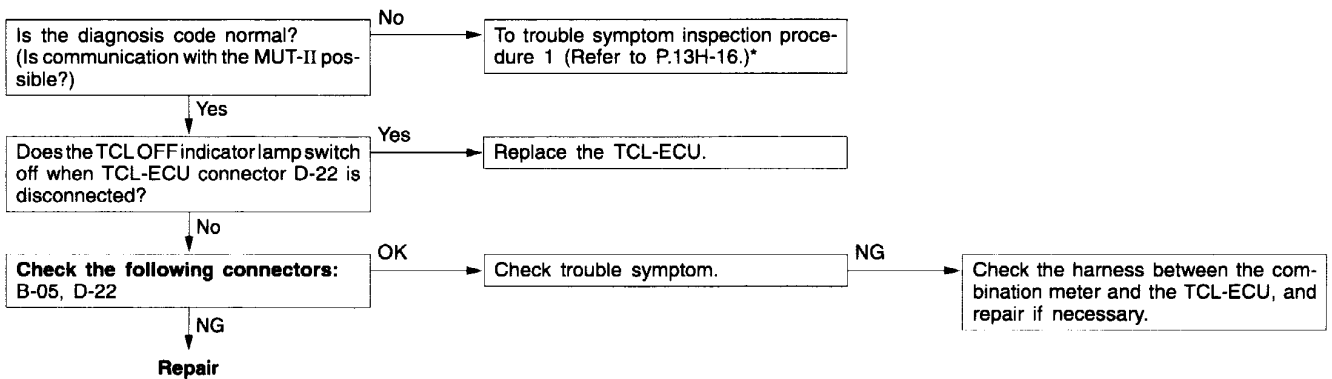 Is the diagnosis code normal?
(Is communication with the MUT-II pos-
sible?)
No
To trouble symptom inspection proce-
dure 1 (Refer to P.13H-16.)*
Yes
Does the TCL OFF indicator lamp switch
off when TCL-ECU connector D-22 is
disconnected?
Yes
Replace the TCL-ECU.
No
Check the following connectors:
B-05, D-22
OK
Check trouble symptom.
NG
Check the harness between the com-
bination meter and the TCL-ECU, and
repair if necessary.
NG
Repair